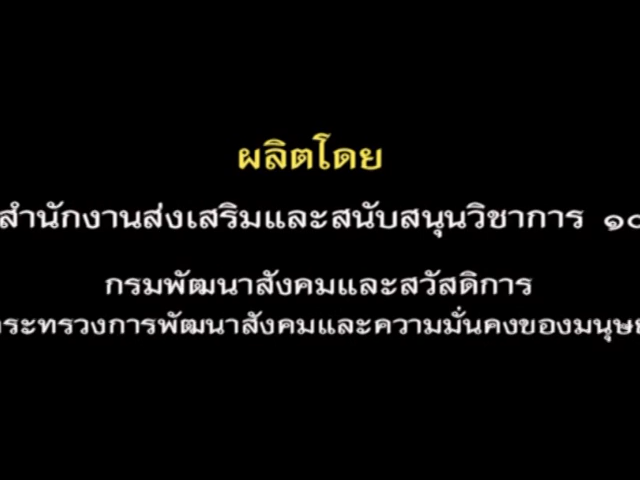 ผลิตโดย
สำนักงานส่งเสริมและสนับสนุนวิชาการ ๑๐
กรมพัฒนาสังคมและสวัสดิการ
กระทรวงการพัฒนาสังคมและความมั่นคงของมนุษย์